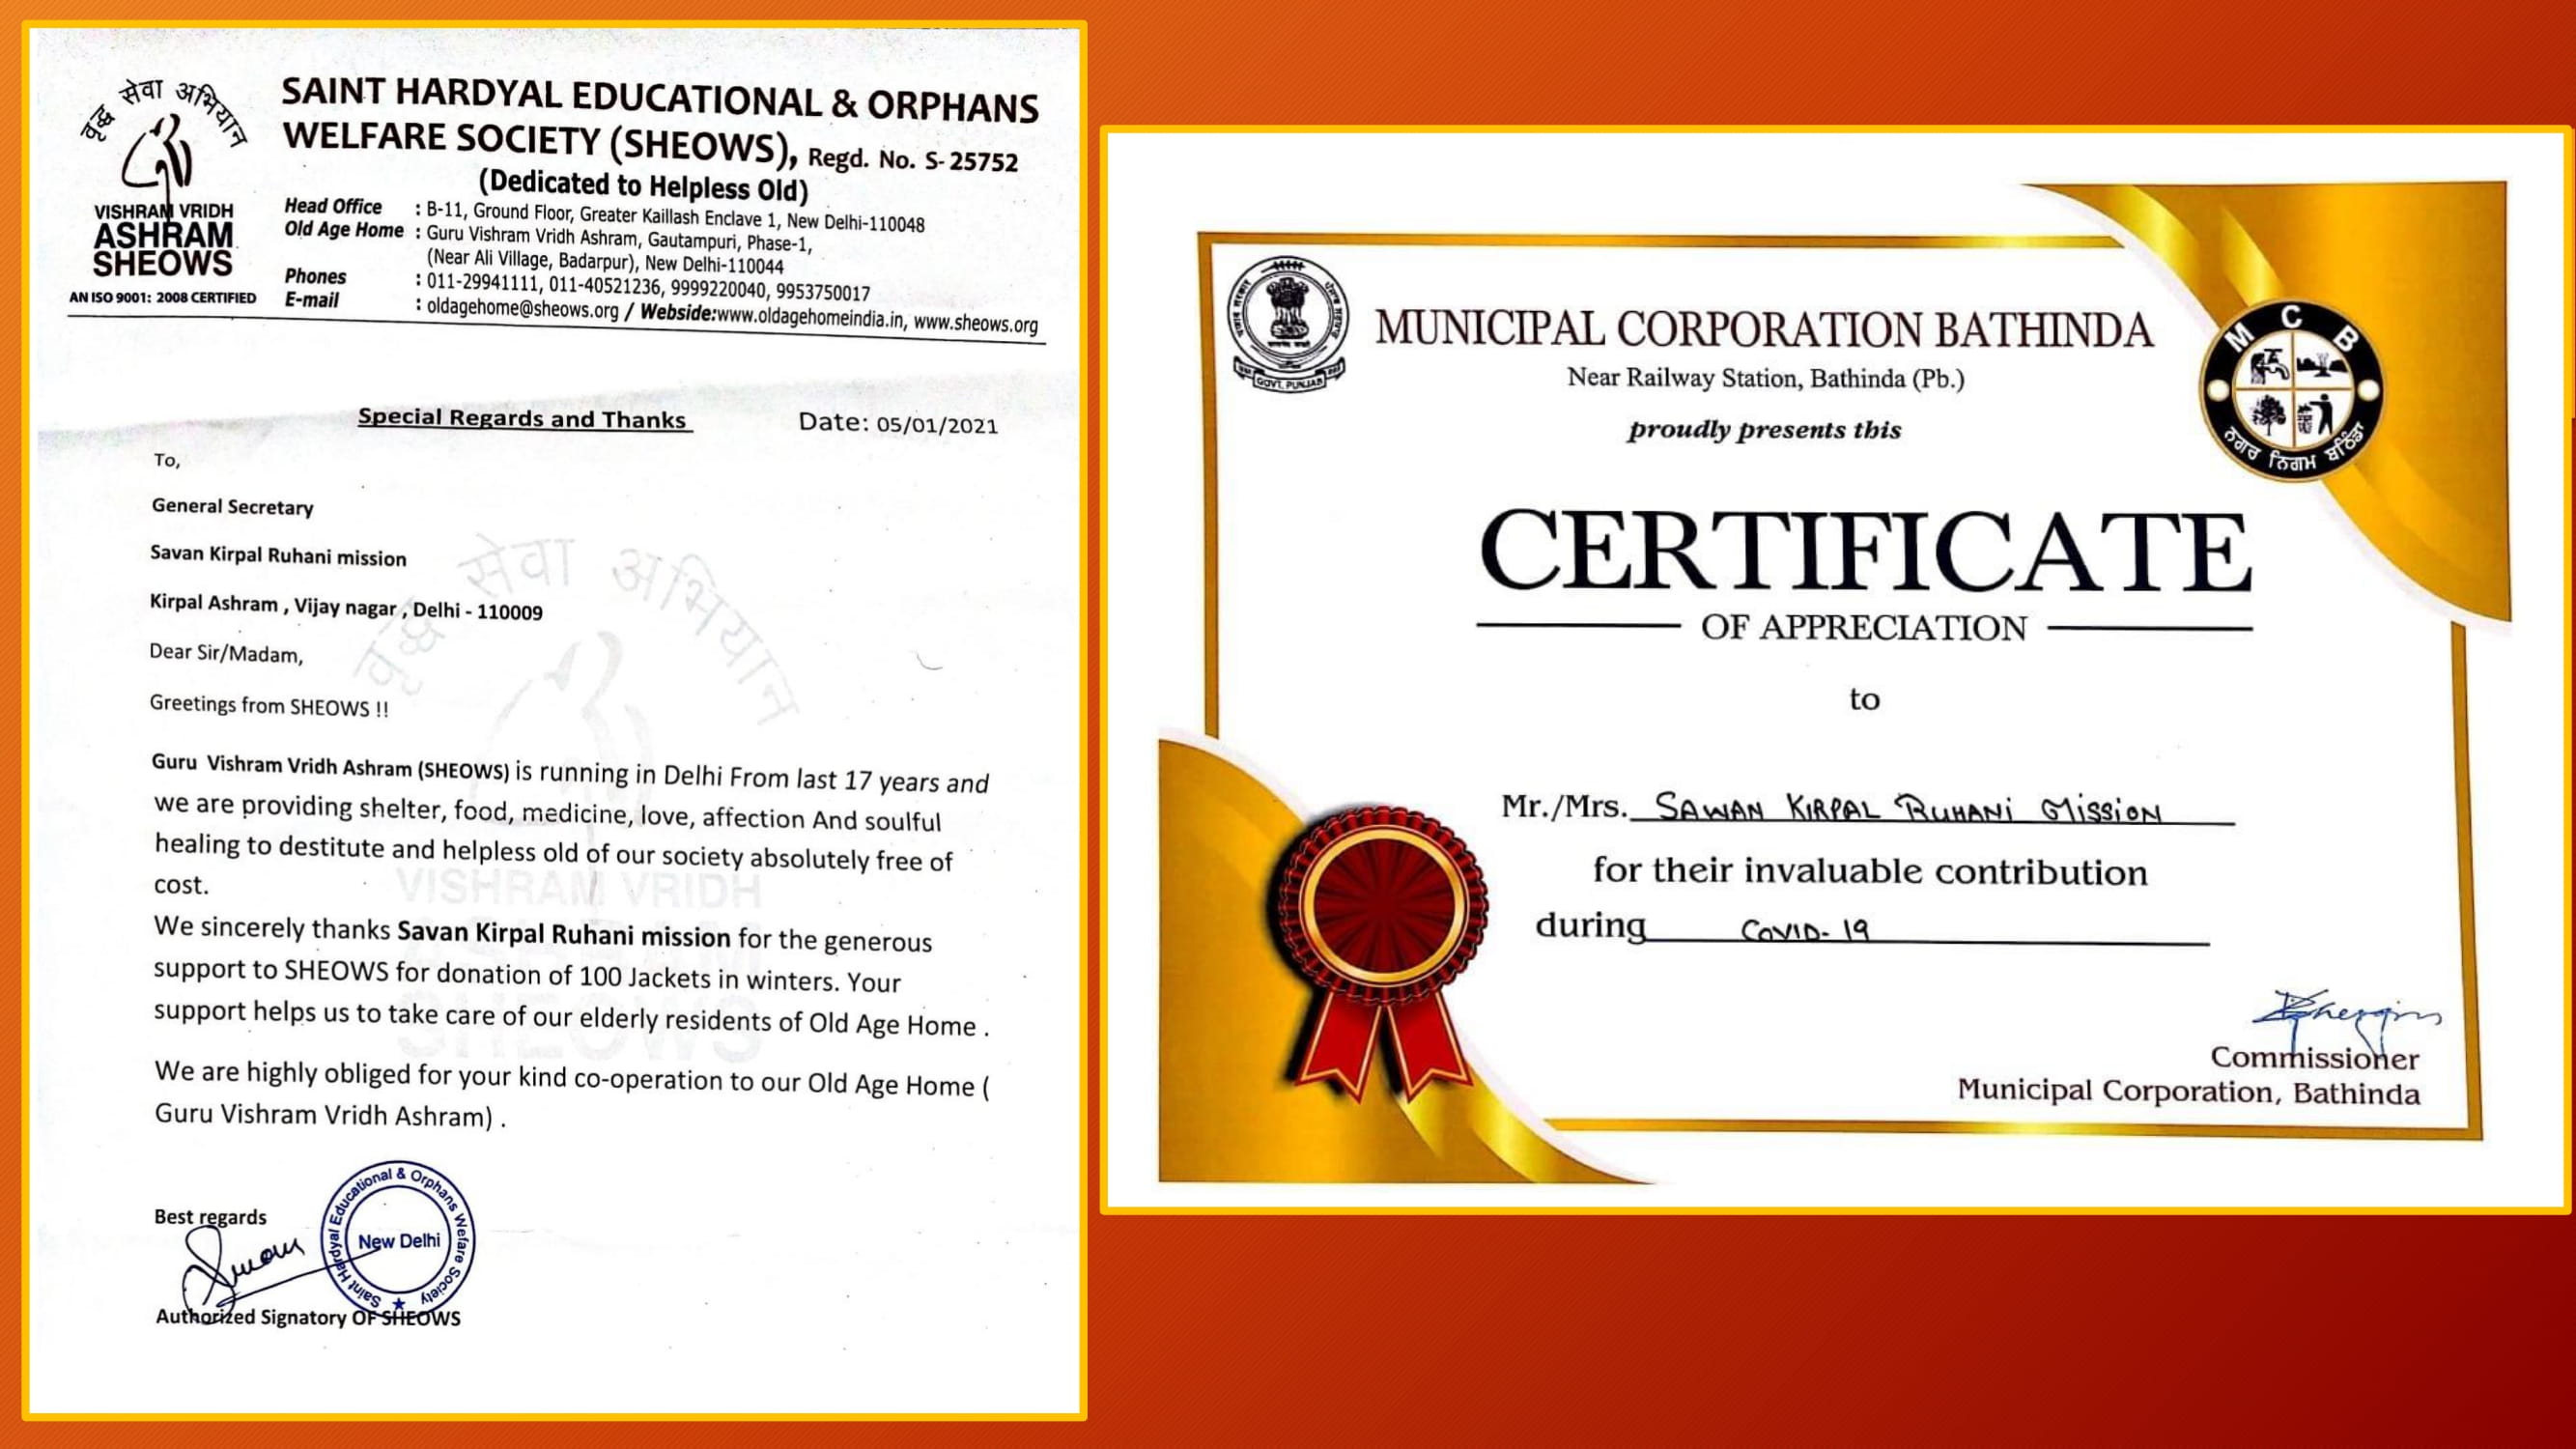 वृद्ध सेवा अभियान
VISHRAM VRIDH
ASHRAM
SHEOWS
AN ISO 9001: 2008 CERTIFIED
SAINT HARDYAL EDUCATIONAL & ORPHANS
WELFARE SOCIETY (SHEOWS), Regd. No. S-25752
(Dedicated to Helpless Old)
Head Office : B-11, Ground Floor, Greater Kaillash Enclave 1, New Delhi-110048
Old Age Home : Guru Vishram Vridh Ashram, Gautampuri, Phase-1,
(Near Ali Village, Badarpur), New Delhi-110044
Phones : 011-29941111, 011-40521236, 9999220040, 9953750017
E-mail : oldagehome@sheows.org / Webside:www.oldagehomeindia.in, www.sheows.org
Special Regards and Thanks Date: 05/01/2021
To,
General Secretary
Savan Kirpal Ruhani mission
Kirpal Ashram , Vijay nagar , Delhi - 110009
Dear Sir/Madam,
Greetings from SHEOWS !!
Guru Vishram Vridh Ashram (SHEOWS) is running in Delhi From last 17 years and
we are providing shelter, food, medicine, love, affection And soulful
healing to destitute and helpless old of our society absolutely free of
cost.
We sincerely thanks Savan Kirpal Ruhani mission for the generous
support to SHEOWS for donation of 100 Jackets in winters. Your
support helps us to take care of our elderly residents of Old Age Home .
We are highly obliged for your kind co-operation to our Old Age Home (
Guru Vishram Vridh Ashram) .
वृद्ध सेवा अभियान
VISHRAM VRIDH
ASHRAM
SHEOWS
Best regards
Saint Hardyal Educational & Orphans Wefare Society
New Delhi
Authorized Signatory OF SHEOWS
GOVT. PUNJAB
MUNICIPAL CORPORATION BATHINDA
Near Railway Station, Bathinda (Pb.)
proudly presents this
M C B
ਨਗਰ ਨਿਗਮ ਬਠਿੰਡਾ
CERTIFICATE
OF APPRECIATION
to
Mr./Mrs. SAWAN KIRPAL RUHANI MISSION
for their invaluable contribution
during COVID-19
Commissioner
Municipal Corporation, Bathinda